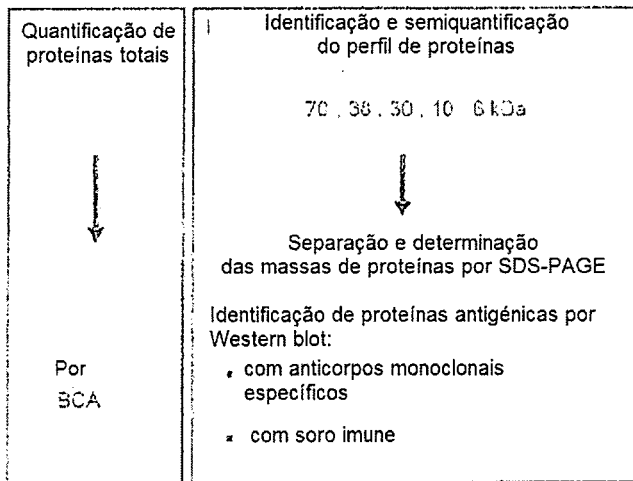 Quantificação de
proteínas totais
Por
BCA
Identificação e semiquantificação
do perfil de proteínas
70 , 38 , 30 , 10 6 kDa
Separação e determinação
das massas de proteínas por SDS-PAGE
Identificação de proteínas antigénicas por
Western blot:
com anticorpos monoclonais
específicos
com soro imune